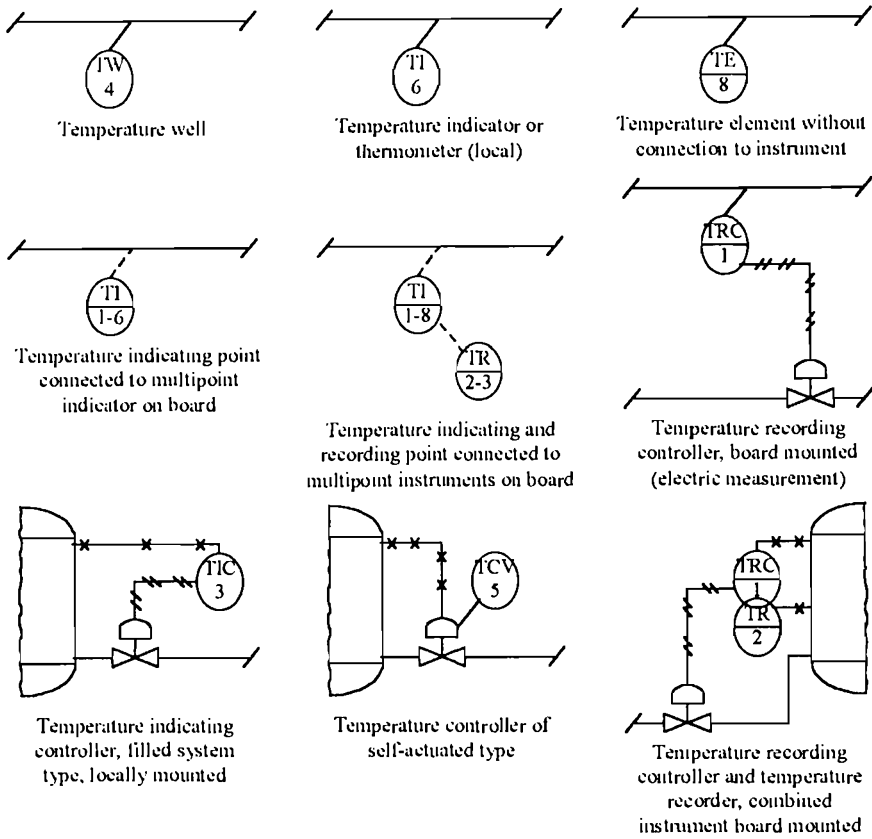 TW
4
Temperature well
TI
6
Temperature indicator or
thermometer (local)
TE
8
Temperature element without
connection to instrument
TI
1-6
Temperature indicating point
connected to multipoint
indicator on board
TI
1-8
TR
2-3
Temperature indicating and
recording point connected to
multipoint instruments on board
TRC
1
Temperature recording
controller, board mounted
(electric measurement)
TIC
3
Temperature indicating
controller, filled system
type, locally mounted
TCV
5
Temperature controller of
self-actuated type
TRC
1
TR
2
Temperature recording
controller and temperature
recorder, combined
instrument board mounted